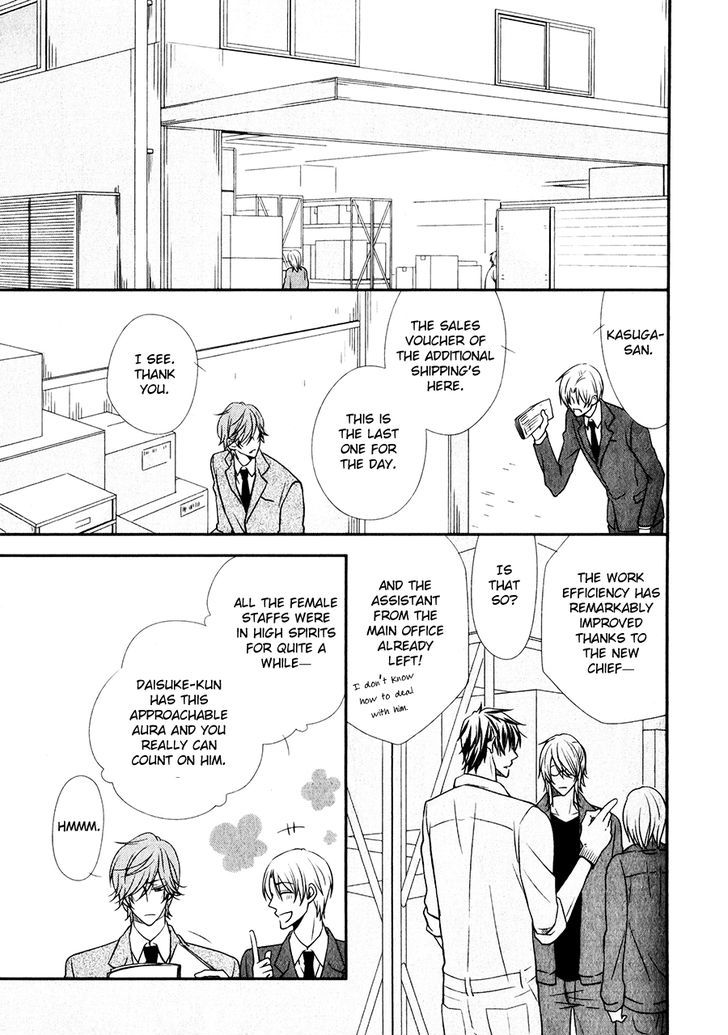 KASUGA-
SAN.
THE SALES
VOUCHER OF
THE ADDITIONAL
SHIPPING'S
HERE.
THIS IS
THE LAST
ONE FOR
THE DAY.
I SEE.
THANK
YOU.
THE WORK
EFFICIENCY HAS
REMARKABLY
IMPROVED
THANKS TO
THE NEW
CHIEF—
IS
THAT
SO?
AND THE
ASSISTANT
FROM THE
MAIN OFFICE
ALREADY
LEFT!
I don't know
how to deal
with him.
ALL THE FEMALE
STAFFS WERE
IN HIGH SPIRITS
FOR QUITE A
WHILE—
DAISUKE-KUN
HAS THIS
APPROACHABLE
AURA AND YOU
REALLY CAN
COUNT ON HIM.
HMMM.